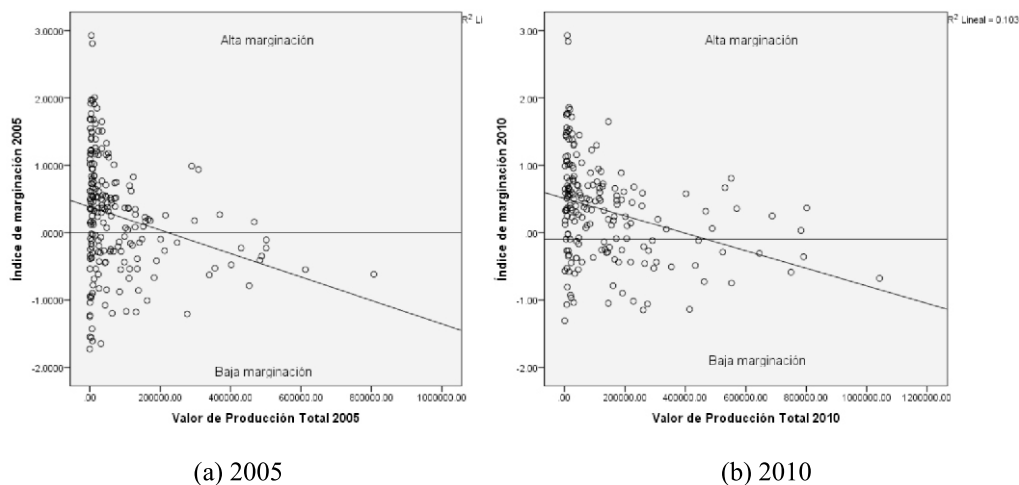 R² Li
Alta marginación
3.0000
2.0000
1.0000
.0000
-1.0000
-2.0000
Índice de marginación 2005
Baja marginación
.00 200000.00 400000.00 600000.00 800000.00 1000000.00
Valor de Producción Total 2005
(a) 2005
R² Lineal = 0.103
Alta marginación
3.00
2.00
1.00
.00
-1.00
-2.00
Índice de marginación 2010
Baja marginación
.00 200000.00 400000.00 600000.00 800000.00 1000000.00 1200000.00
Valor de Producción Total 2010
(b) 2010